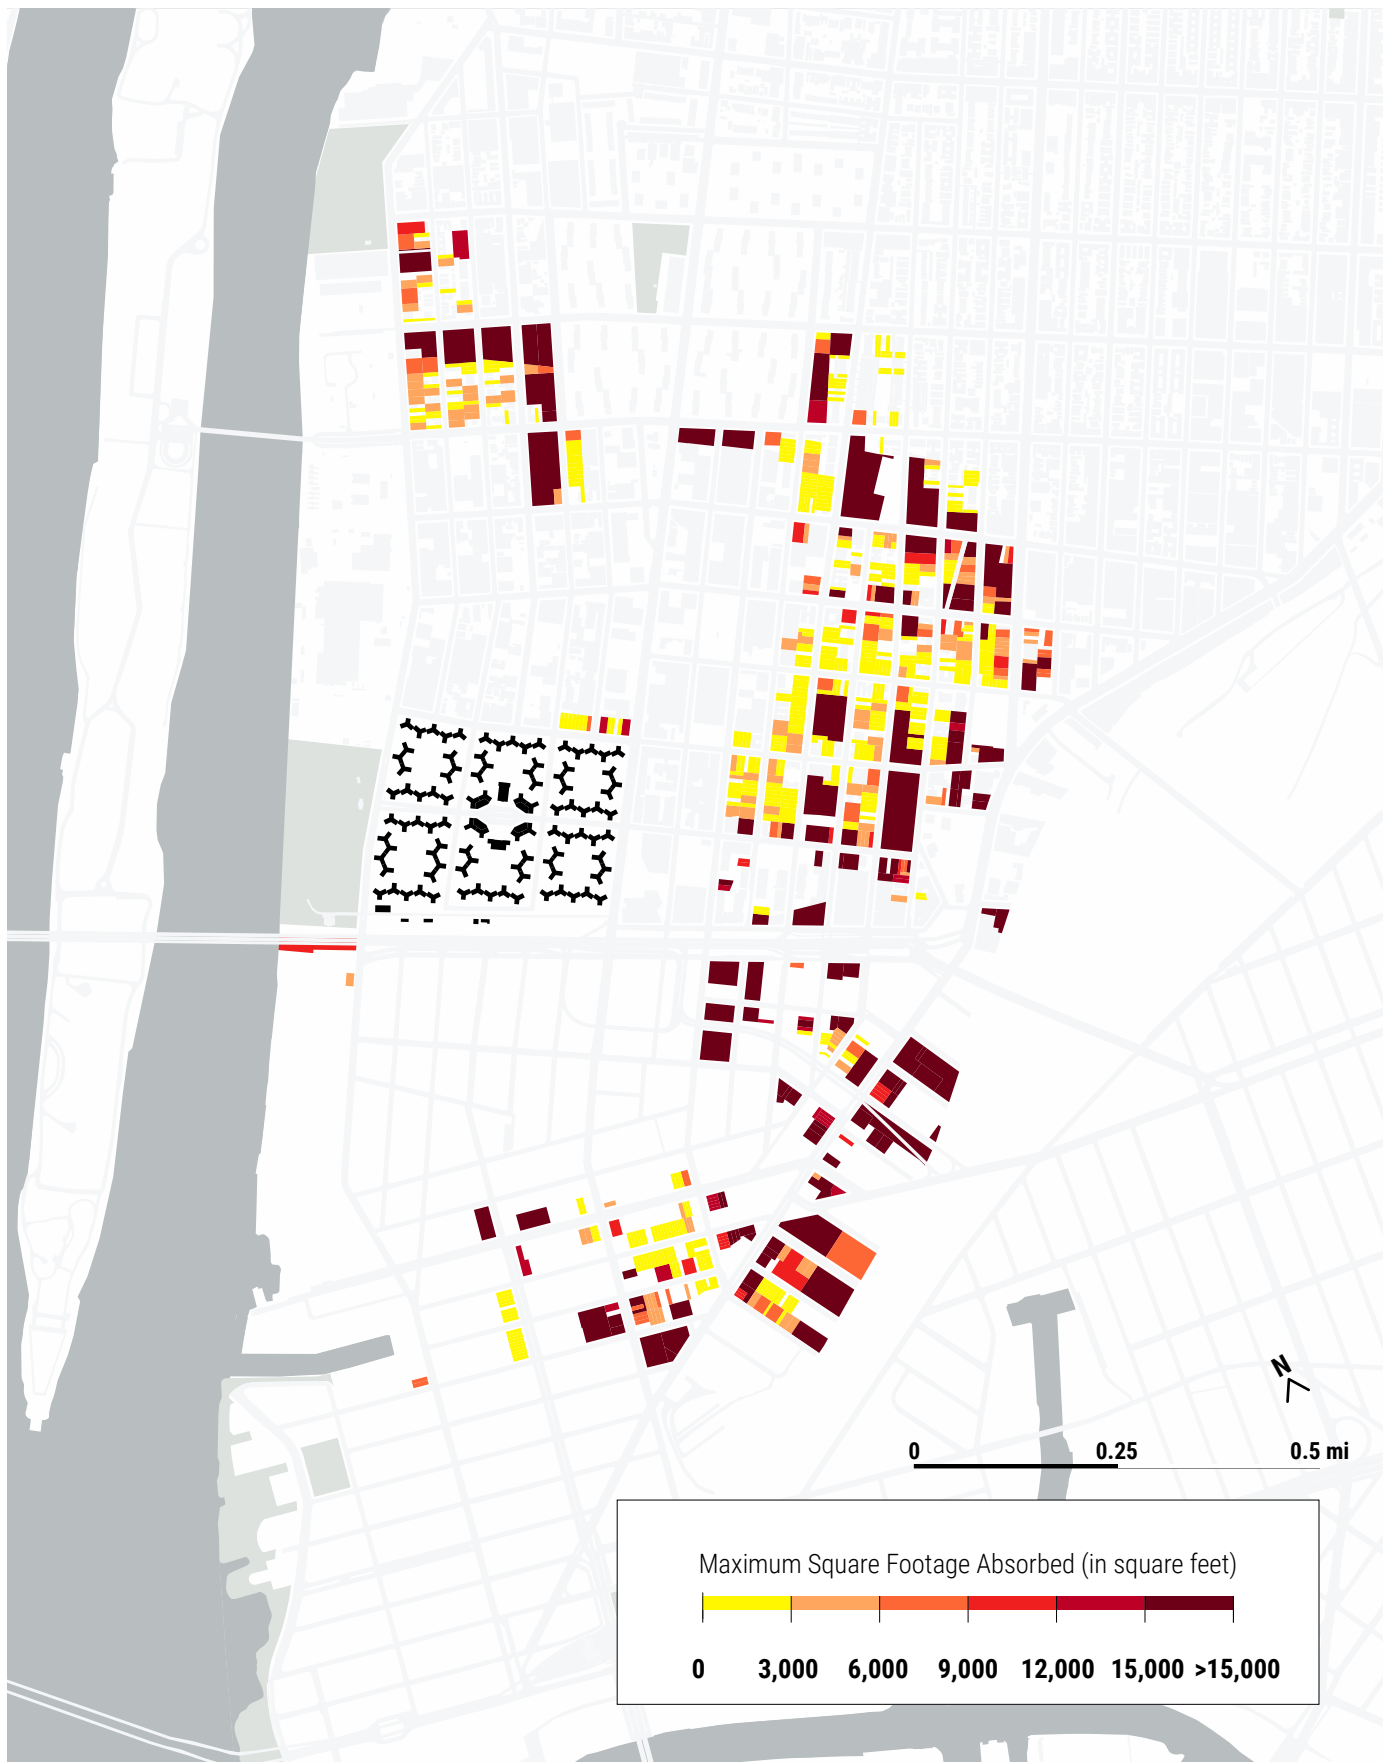 N
0 0.25 0.5 mi
Maximum Square Footage Absorbed (in square feet)
0 3,000 6,000 9,000 12,000 15,000 >15,000